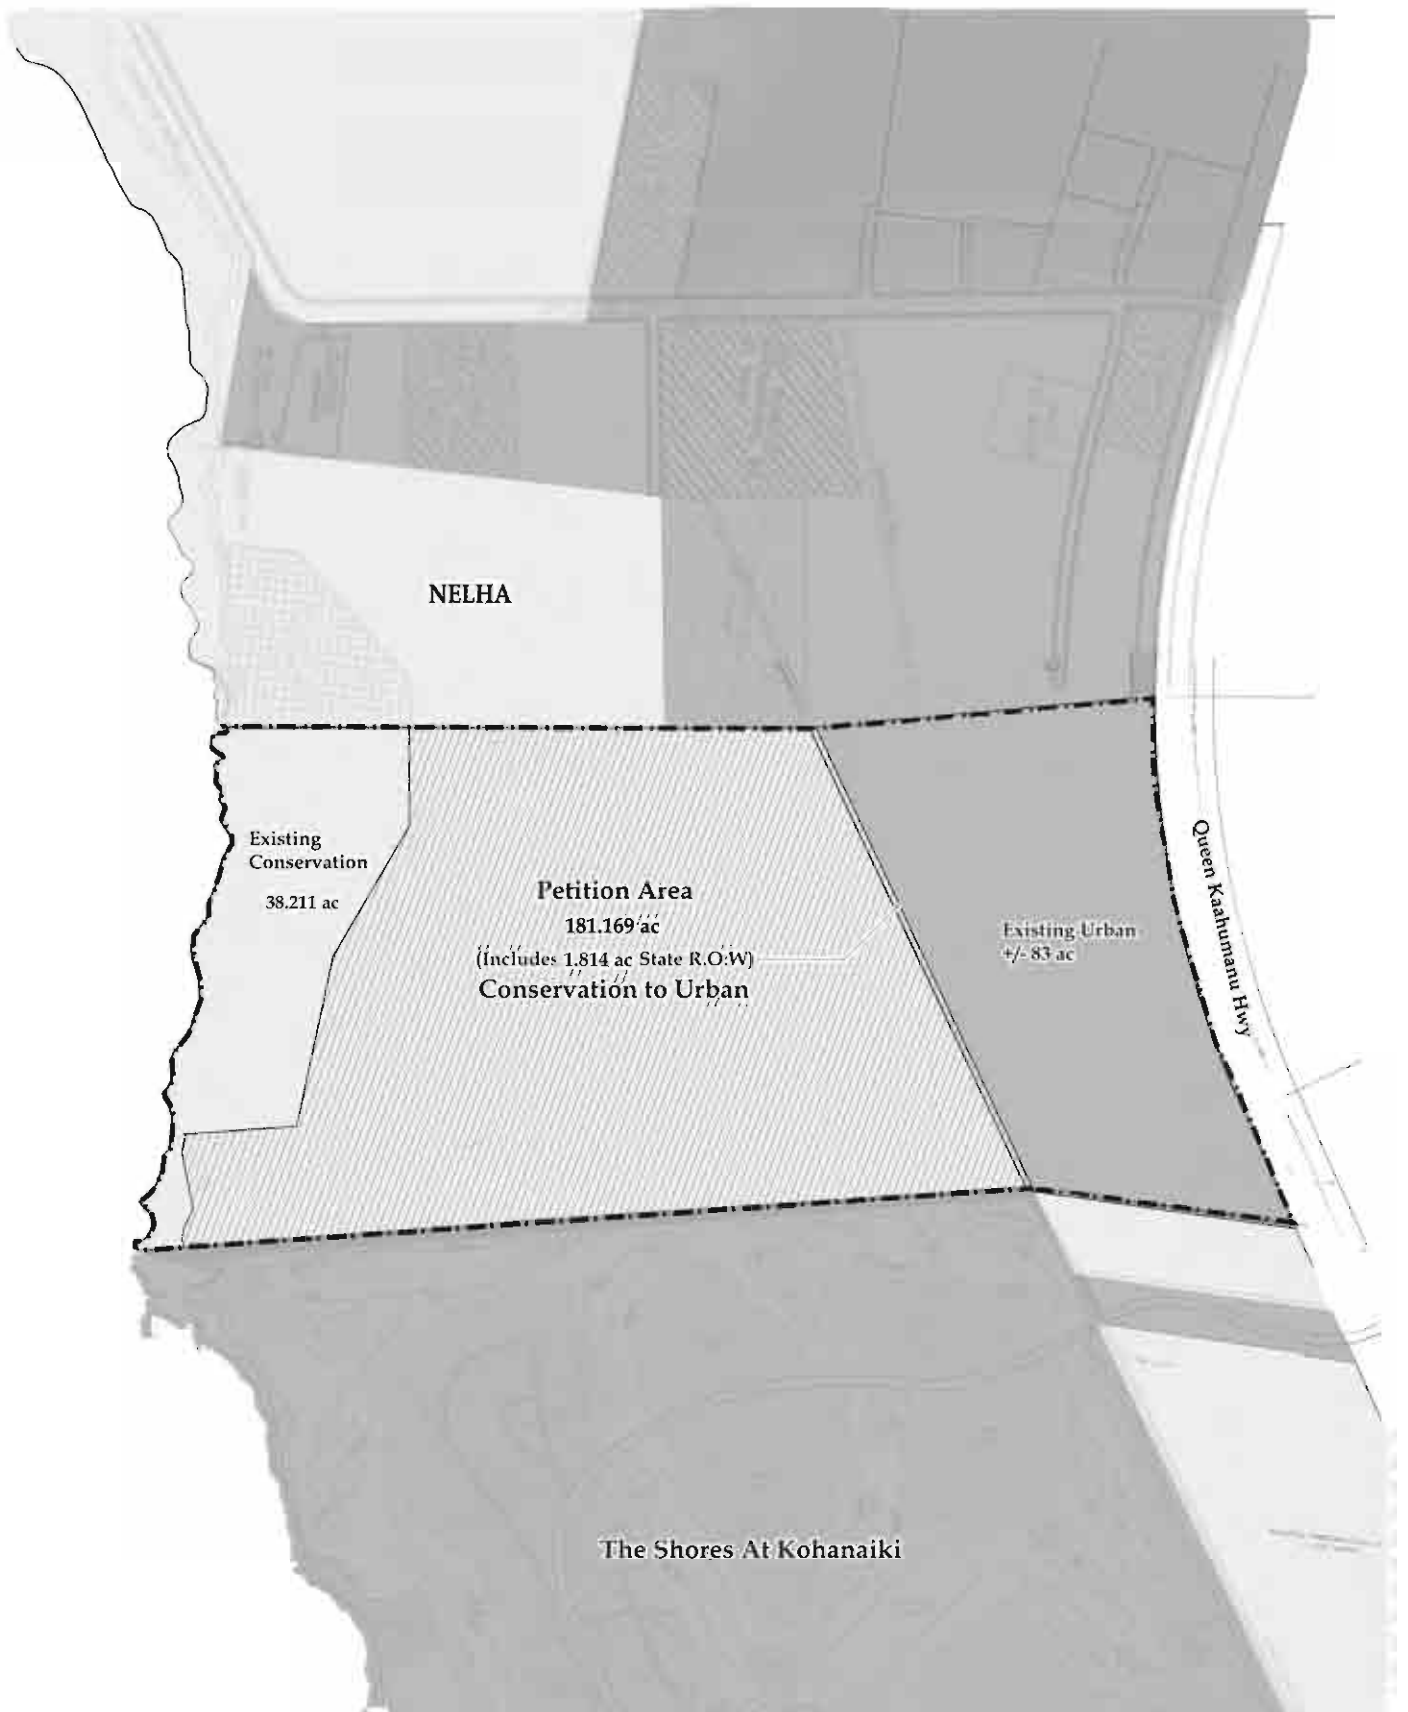 NELHA
Existing
Conservation
38.211 ac
Petition Area
181.169 ac
(Includes 1.814 ac State R.O.W)
Conservation to Urban
Existing Urban
+/- 83 ac
Queen Kaahumanu Hwy
The Shores At Kohanaiki